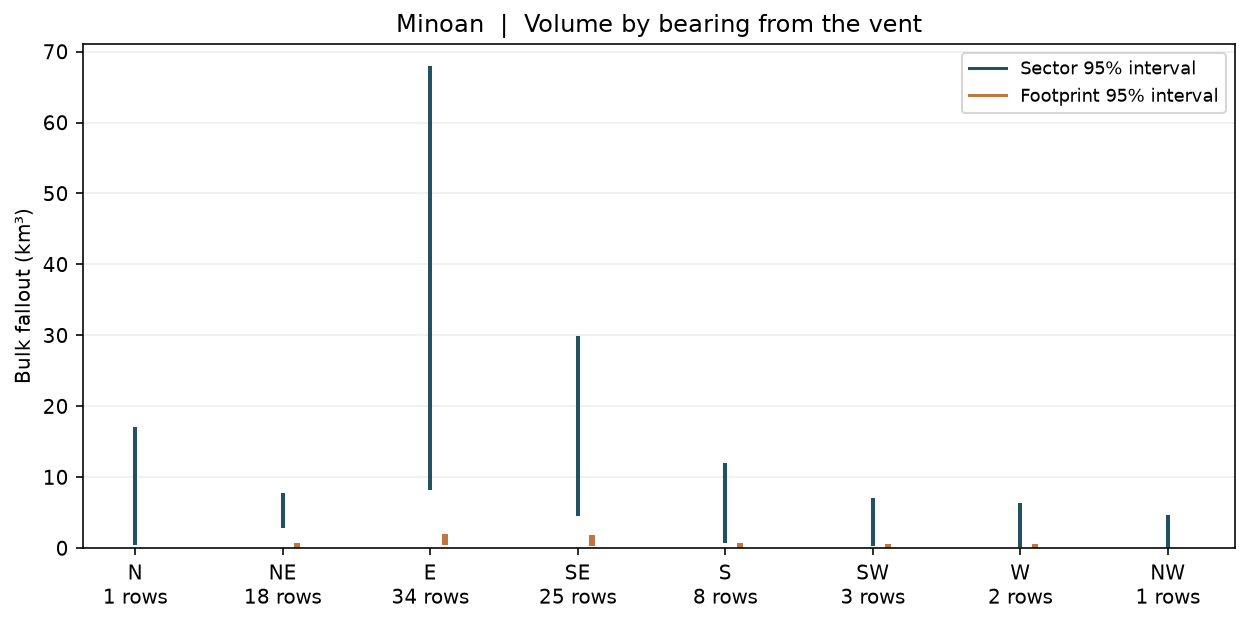 Minoan | Volume by bearing from the vent
Sector 95% interval
Footprint 95% interval
Bulk fallout (km³)
70
60
50
40
30
20
10
0
N
1 rows
NE
18 rows
E
34 rows
SE
25 rows
S
8 rows
SW
3 rows
W
2 rows
NW
1 rows